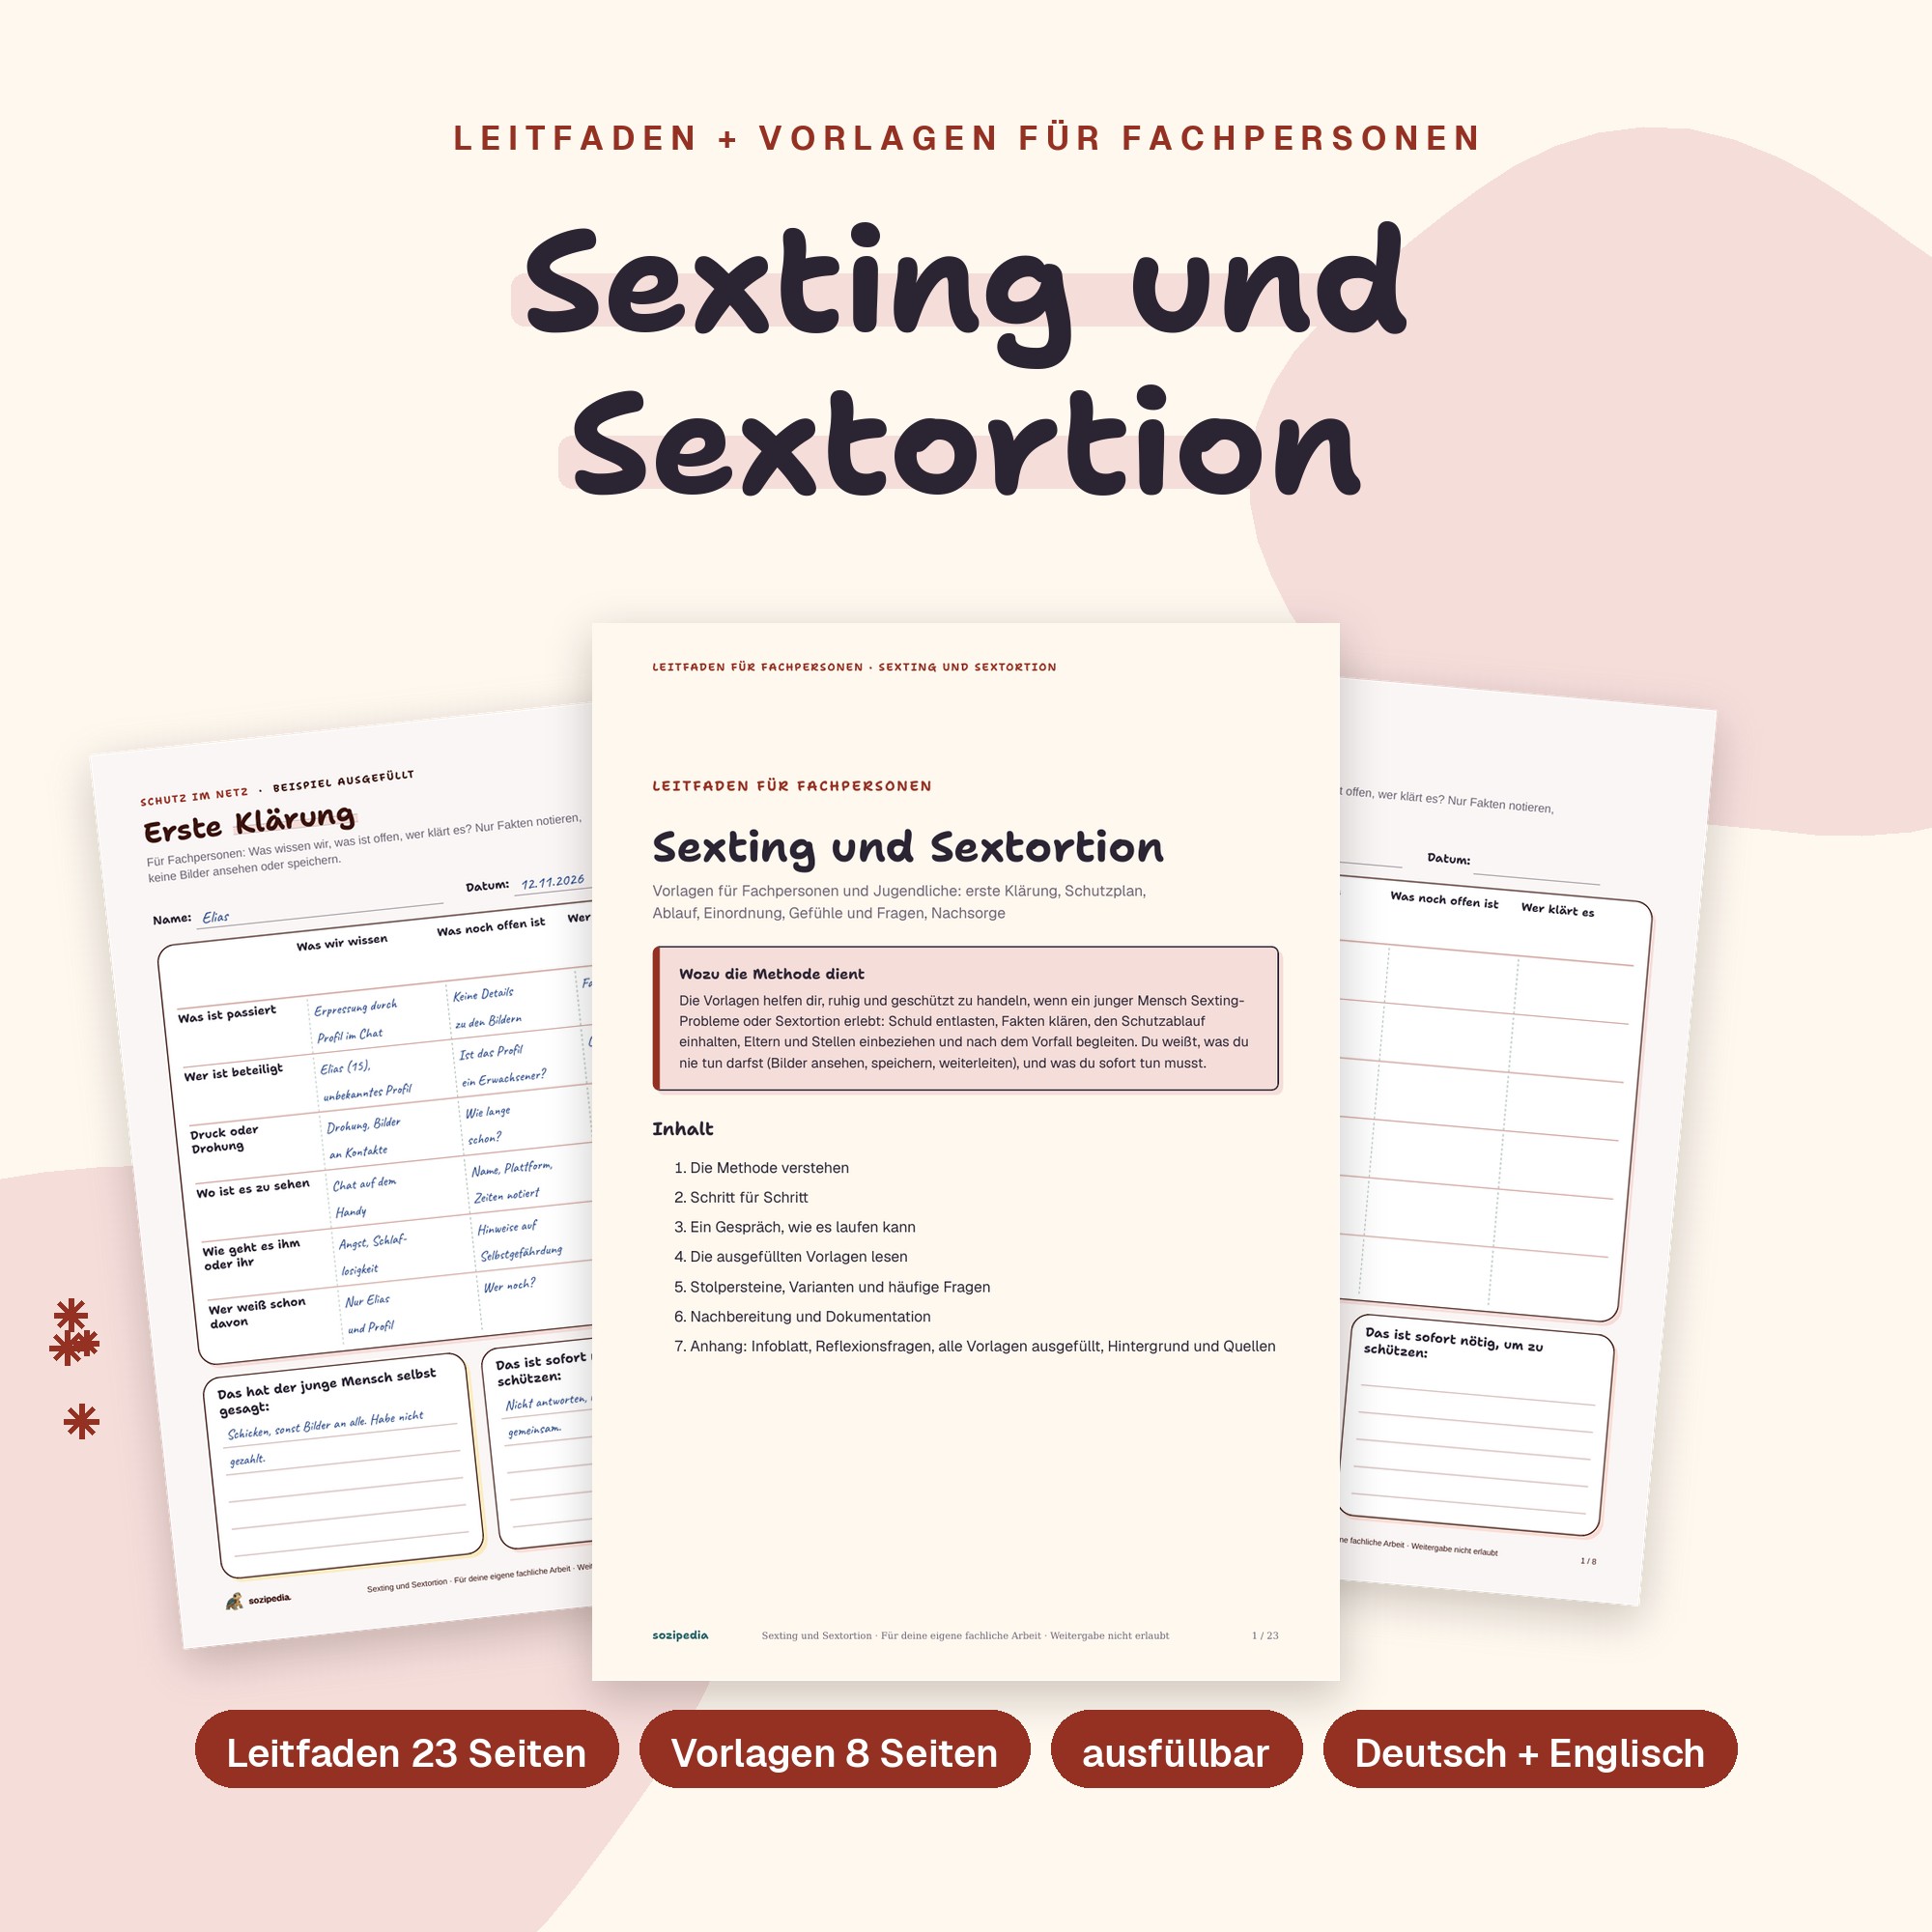 LEITFADEN + VORLAGEN FÜR FACHPERSONEN
Sexting und
Sextortion
SCHUTZ IM NETZ · BEISPIEL AUSGEFÜLLT
Erste Klärung
Für Fachpersonen: Was wissen wir, was ist offen, wer klärt es? Nur Fakten notieren,
keine Bilder ansehen oder speichern.
Name: Elias
Datum: 12.11.2026
Was wir wissen
Was noch offen ist
Was ist passiert
Erpressung durch
Profil im Chat
Keine Details
zu den Bildern
Wer ist beteiligt
Elias (15),
unbekanntes Profil
Ist das Profil
ein Erwachsener?
Druck oder
Drohung
Drohung, Bilder
an Kontakte
Wie lange
schon?
Wo ist es zu sehen
Chat auf dem
Handy
Name, Plattform,
Zeiten notiert
Wie geht es ihm
oder ihr
Angst, Schlaf-
losigkeit
Hinweise auf
Selbstgefährdung
Wer weiß schon
davon
Nur Elias
und Profil
Wer noch?
Das hat der junge Mensch selbst
gesagt:
Schicken, sonst Bilder an alle. Habe nicht
gezahlt.
Das ist sofort
schützen:
Nicht antworten,
gemeinsam.
sozipedia.
Sexting und Sextortion · Für deine eigene fachliche Arbeit ·
LEITFADEN FÜR FACHPERSONEN · SEXTING UND SEXTORTION
LEITFADEN FÜR FACHPERSONEN
Sexting und Sextortion
Vorlagen für Fachpersonen und Jugendliche: erste Klärung, Schutzplan,
Ablauf, Einordnung, Gefühle und Fragen, Nachsorge
Wozu die Methode dient
Die Vorlagen helfen dir, ruhig und geschützt zu handeln, wenn ein junger Mensch Sexting-
Probleme oder Sextortion erlebt: Schuld entlasten, Fakten klären, den Schutzablauf
einhalten, Eltern und Stellen einbeziehen und nach dem Vorfall begleiten. Du weißt, was du
nie tun darfst (Bilder ansehen, speichern, weiterleiten), und was du sofort tun musst.
Inhalt
1. Die Methode verstehen
2. Schritt für Schritt
3. Ein Gespräch, wie es laufen kann
4. Die ausgefüllten Vorlagen lesen
5. Stolpersteine, Varianten und häufige Fragen
6. Nachbereitung und Dokumentation
7. Anhang: Infoblatt, Reflexionsfragen, alle Vorlagen ausgefüllt, Hintergrund und Quellen
sozipedia
Sexting und Sextortion · Für deine eigene fachliche Arbeit · Weitergabe nicht erlaubt
1 / 23
offen, wer klärt es? Nur Fakten notieren,
Datum:
Was noch offen ist
Wer klärt es
Das ist sofort nötig, um zu
schützen:
fachliche Arbeit · Weitergabe nicht erlaubt
1 / 8
Leitfaden 23 Seiten
Vorlagen 8 Seiten
ausfüllbar
Deutsch + Englisch